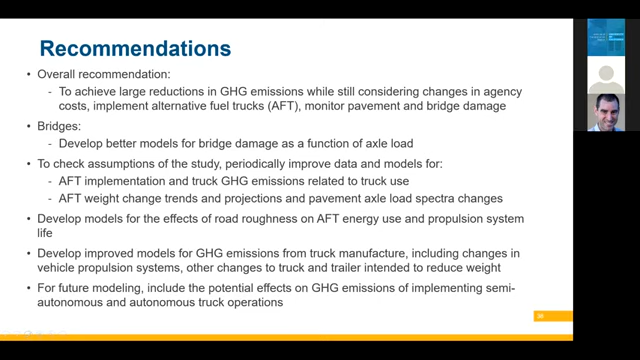 Recommendations
• Overall recommendation:
- To achieve large reductions in GHG emissions while still considering changes in agency
costs, implement alternative fuel trucks (AFT), monitor pavement and bridge damage
• Bridges:
- Develop better models for bridge damage as a function of axle load
• To check assumptions of the study, periodically improve data and models for:
- AFT implementation and truck GHG emissions related to truck use
- AFT weight change trends and projections and pavement axle load spectra changes
• Develop models for the effects of road roughness on AFT energy use and propulsion system
life
• Develop improved models for GHG emissions from truck manufacture, including changes in
vehicle propulsion systems, other changes to truck and trailer intended to reduce weight
• For future modeling, include the potential effects on GHG emissions of implementing semi-
autonomous and autonomous truck operations